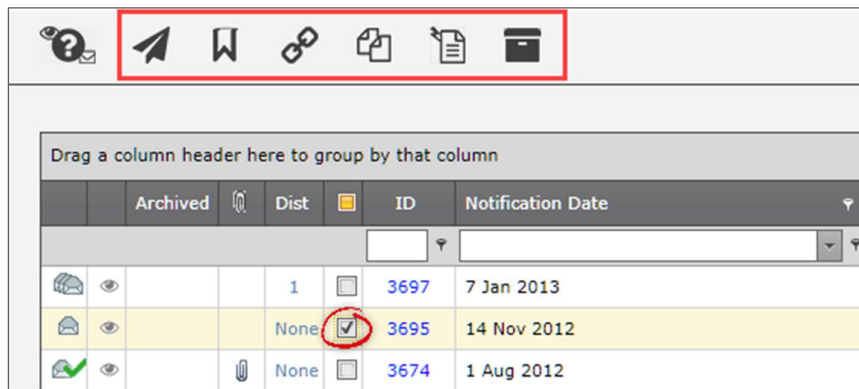 Drag a column header here to group by that column
Archived Dist ID Notification Date
1 3697 7 Jan 2013
None 3695 14 Nov 2012
None 3674 1 Aug 2012